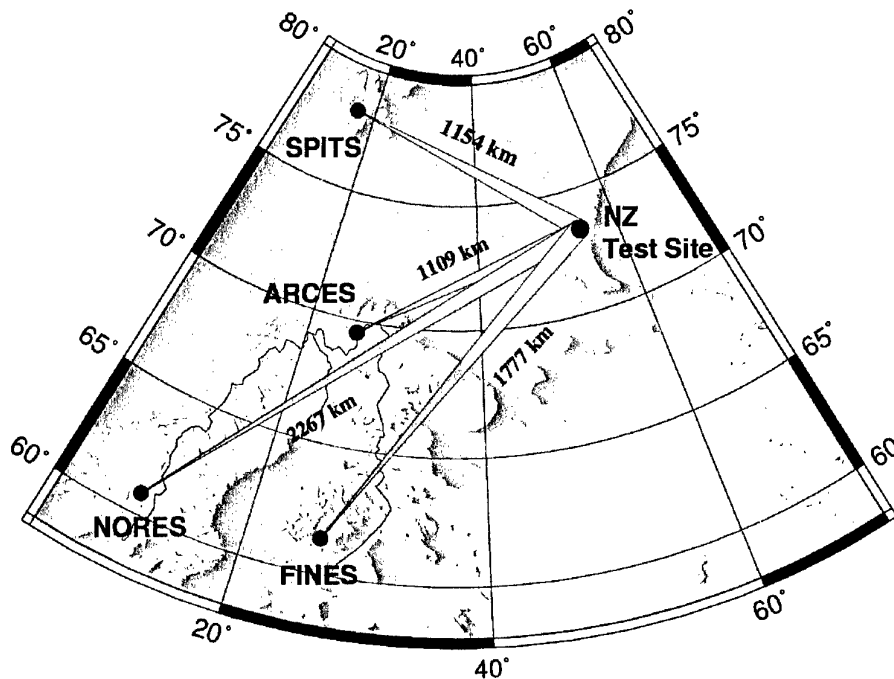 80° 20° 40° 60° 80°
75° 75°
SPITS
1154 km
NZ
Test Site
70° 70°
1109 km
ARCES
65° 65°
1777 km
2267 km
60° 60
NORES
FINES
20° 40° 60°